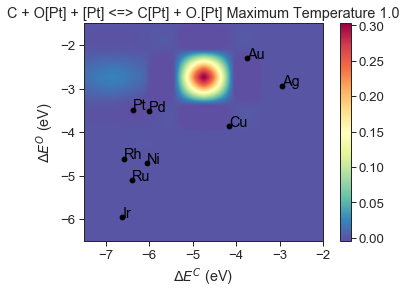 C + O[Pt] + [Pt] <=> C[Pt] + O.[Pt] Maximum Temperature 1.0
−2
−3
−4
−5
−6
ΔE^O (eV)
Au
Ag
Pt
Pd
Cu
Rh
Ni
Ru
Ir
−7
−6
−5
−4
−3
−2
ΔE^C (eV)
0.30
0.25
0.20
0.15
0.10
0.05
0.00